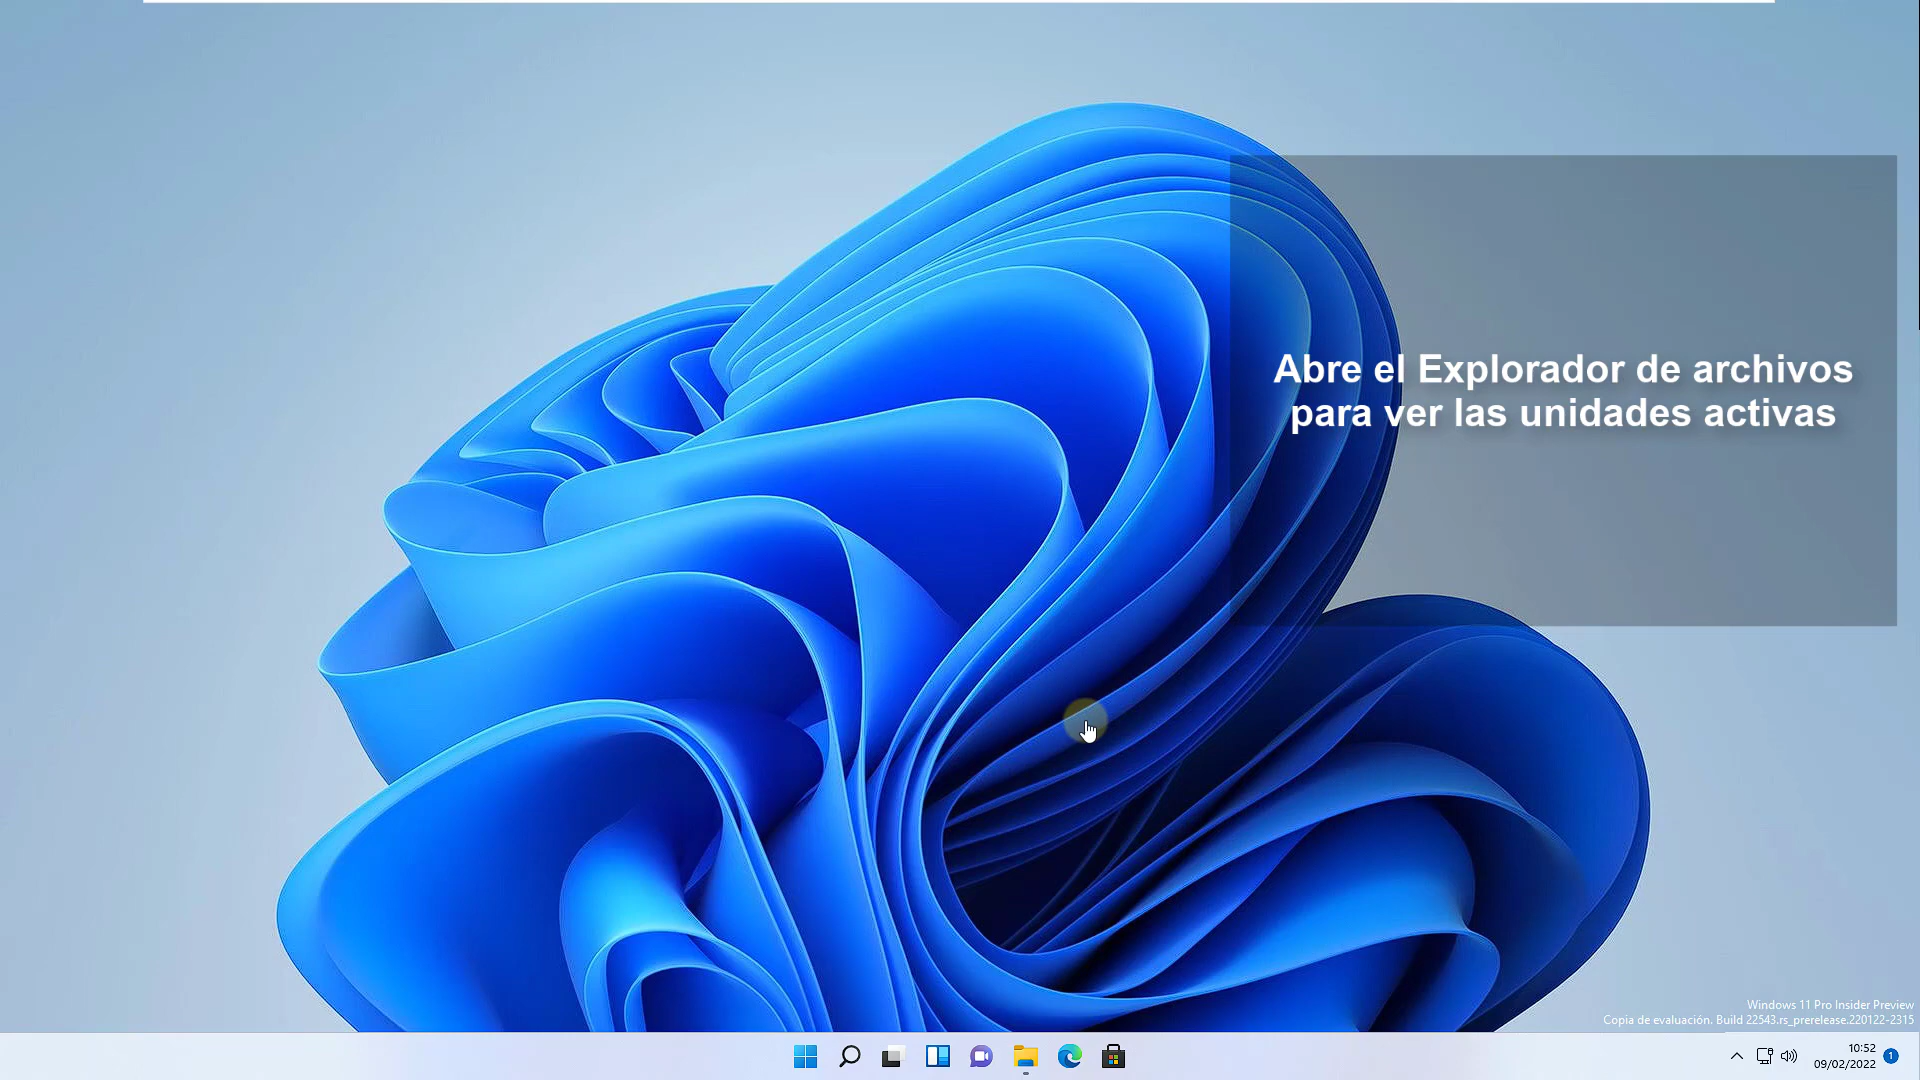 Abre el Explorador de archivos
para ver las unidades activas
Windows 11 Pro Insider Preview
Copia de evaluación. Build 22543.rs_prerelease.220122-2315
10:52
09/02/2022
1